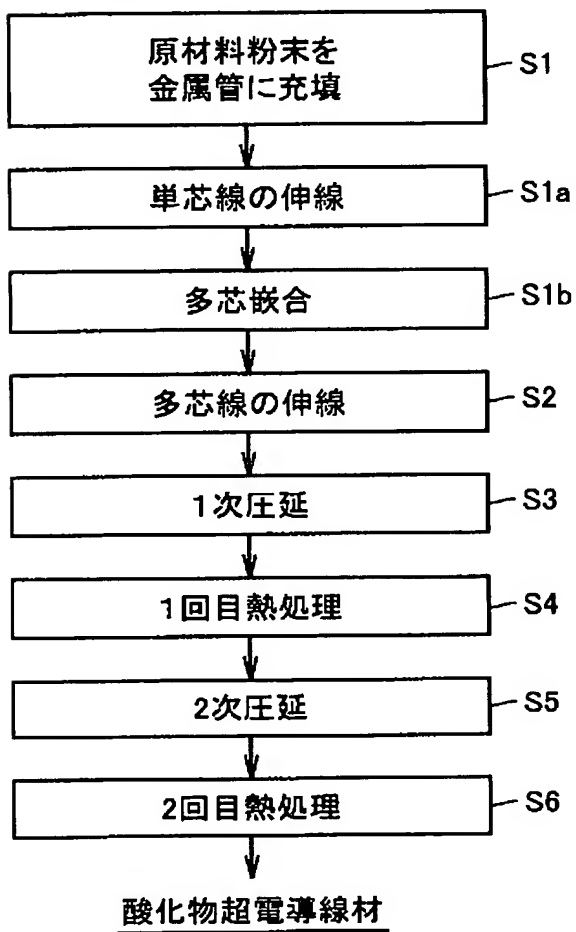 原材料粉末を
金属管に充填
S1
単芯線の伸線
S1a
多芯嵌合
S1b
多芯線の伸線
S2
1次圧延
S3
1回目熱処理
S4
2次圧延
S5
2回目熱処理
S6
酸化物超電導線材